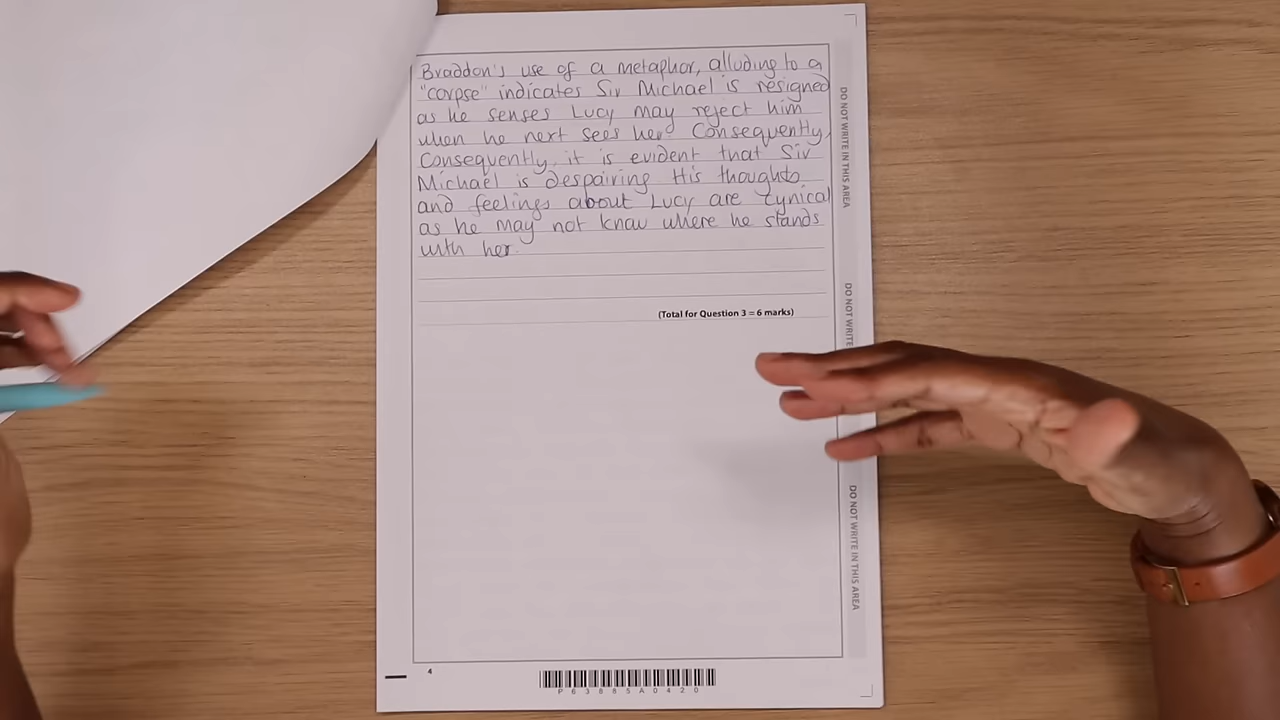 Braddon's use of a metaphor, alluding to a
"corpse" indicates Sir Michael is resigned
as he senses Lucy may reject him
when he next sees her. Consequently,
Consequently, it is evident that Sir
Michael is despairing. His thoughts
and feelings about Lucy are cynical
as he may not know where he stands
with her.
(Total for Question 3 = 6 marks)
4
P63885A0420
DO NOT WRITE IN THIS AREA
DO NOT WRITE
DO NOT WRITE IN THIS AREA